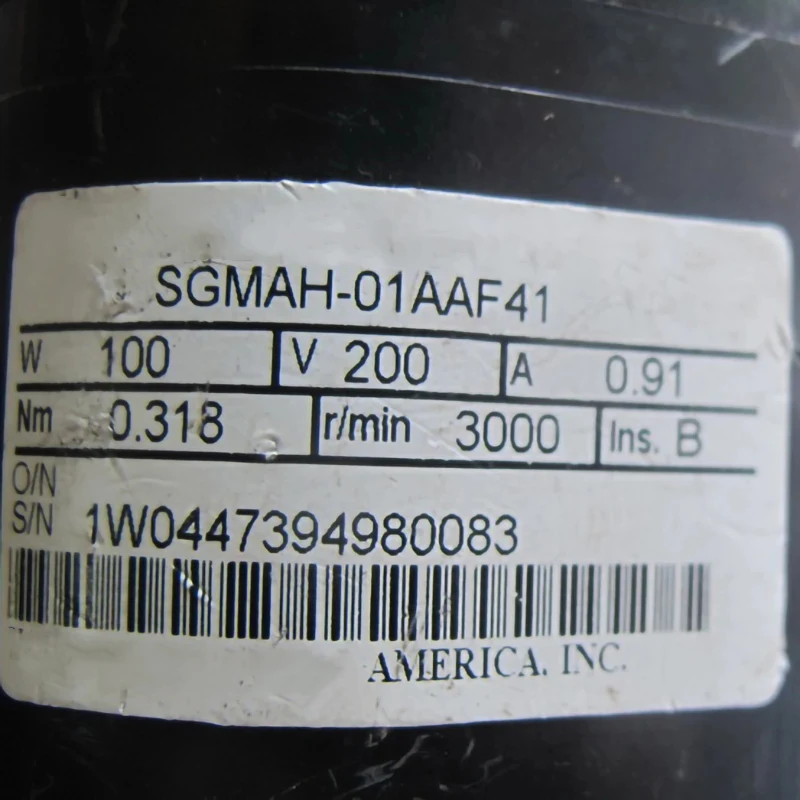 SGMAH-01AAF41
W 100 V 200 A 0.91
Nm 0.318 r/min 3000 Ins. B
O/N
S/N 1W0447394980083
AMERICA, INC.